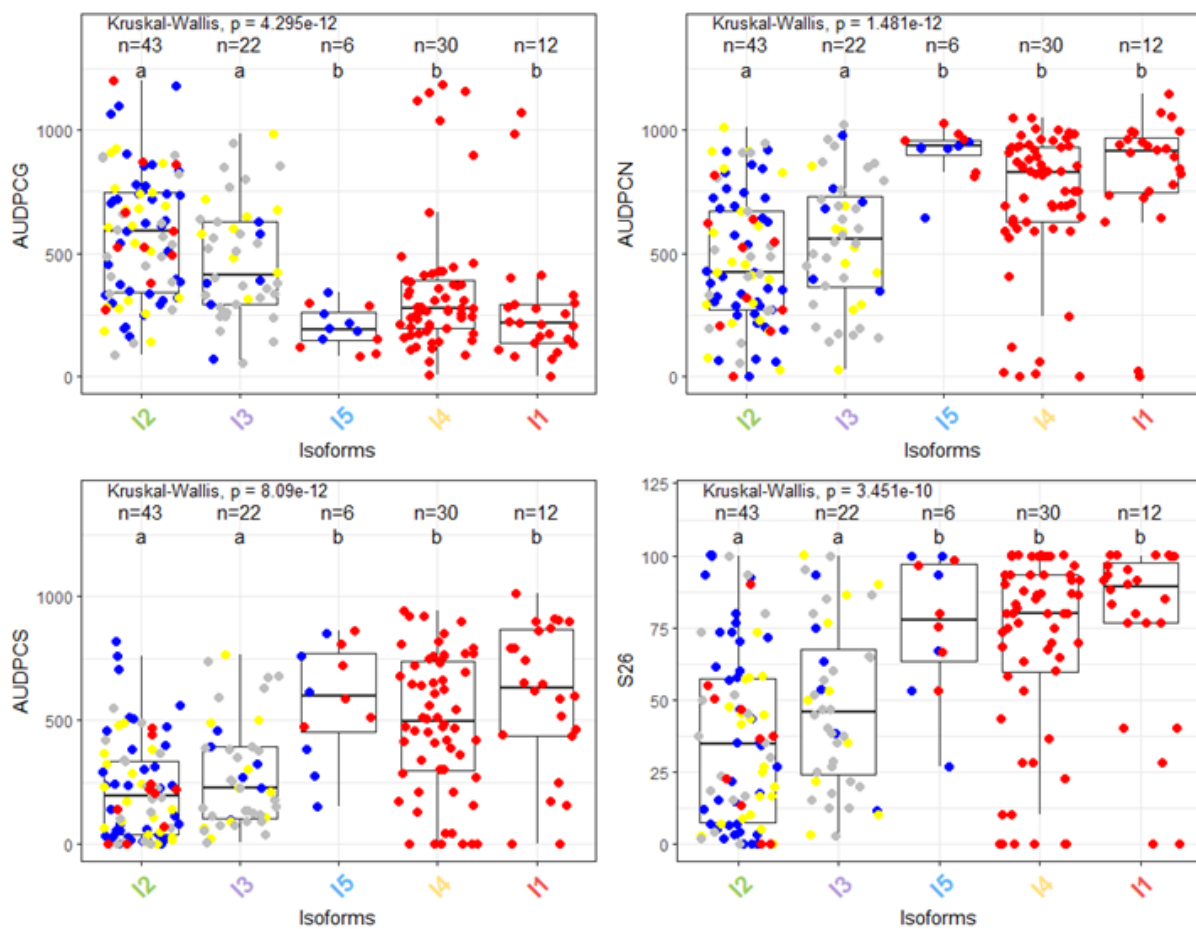 Kruskal-Wallis, p = 4.295e-12
n=43 n=22 n=6 n=30 n=12
a a b b b
AUDPCG
1000
500
0
I2 I3 I5 I4 I1
Isoforms
Kruskal-Wallis, p = 1.481e-12
n=43 n=22 n=6 n=30 n=12
a a b b b
AUDPCN
1000
500
0
I2 I3 I5 I4 I1
Isoforms
Kruskal-Wallis, p = 8.09e-12
n=43 n=22 n=6 n=30 n=12
a a b b b
AUDPCS
1000
500
0
I2 I3 I5 I4 I1
Isoforms
125
Kruskal-Wallis, p = 3.451e-10
n=43 n=22 n=6 n=30 n=12
a a b b b
S26
100
75
50
25
0
I2 I3 I5 I4 I1
Isoforms